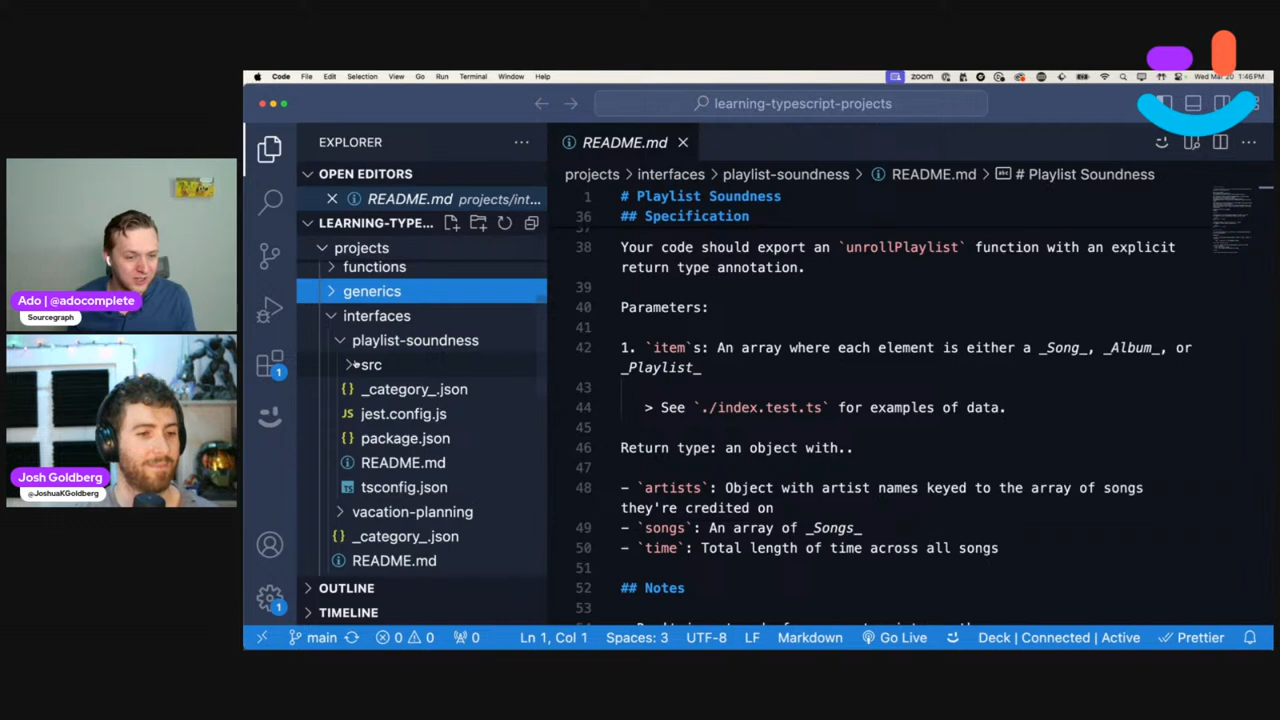 Code File Edit Selection View Go Run Terminal Window Help
zoom
Wed Mar 20 1:46PM
learning-typescript-projects
EXPLORER
OPEN EDITORS
README.md projects/int...
LEARNING-TYPE...
projects
functions
generics
interfaces
playlist-soundness
src
{} _category_.json
JS jest.config.js
{} package.json
README.md
TS tsconfig.json
vacation-planning
{} _category_.json
README.md
OUTLINE
TIMELINE
1
1
README.md
projects > interfaces > playlist-soundness > README.md > # Playlist Soundness
1 # Playlist Soundness
36 ## Specification
38 Your code should export an `unrollPlaylist` function with an explicit
return type annotation.
39
40 Parameters:
41
42 1. `item`s: An array where each element is either a _Song_, _Album_, or
_Playlist_
43
44 > See `./index.test.ts` for examples of data.
45
46 Return type: an object with..
47
48 - `artists`: Object with artist names keyed to the array of songs
they're credited on
49 - `songs`: An array of _Songs_
50 - `time`: Total length of time across all songs
51
52 ## Notes
53
main 0 0 0 Ln 1, Col 1 Spaces: 3 UTF-8 LF Markdown Go Live Deck | Connected | Active Prettier
Ado | @adocomplete
Sourcegraph
Josh Goldberg
@JoshuaKGoldberg